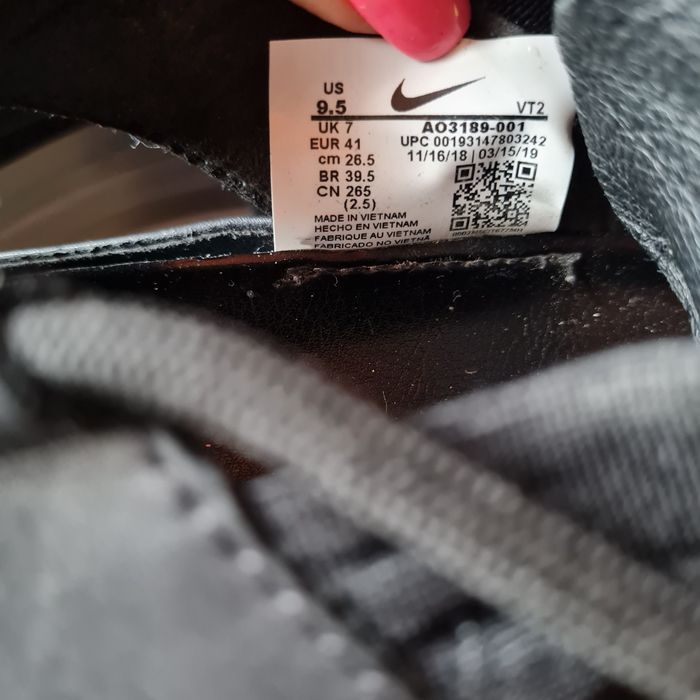 US
9.5 VT2
UK 7 AO3189-001
EUR 41 UPC 00193147803242
cm 26.5 11/16/18 | 03/15/19
BR 39.5
CN 265
(2.5)
MADE IN VIETNAM
HECHO EN VIETNAM
FABRIQUE AU VIETNAM
FABRICADO NO VIETNÃ